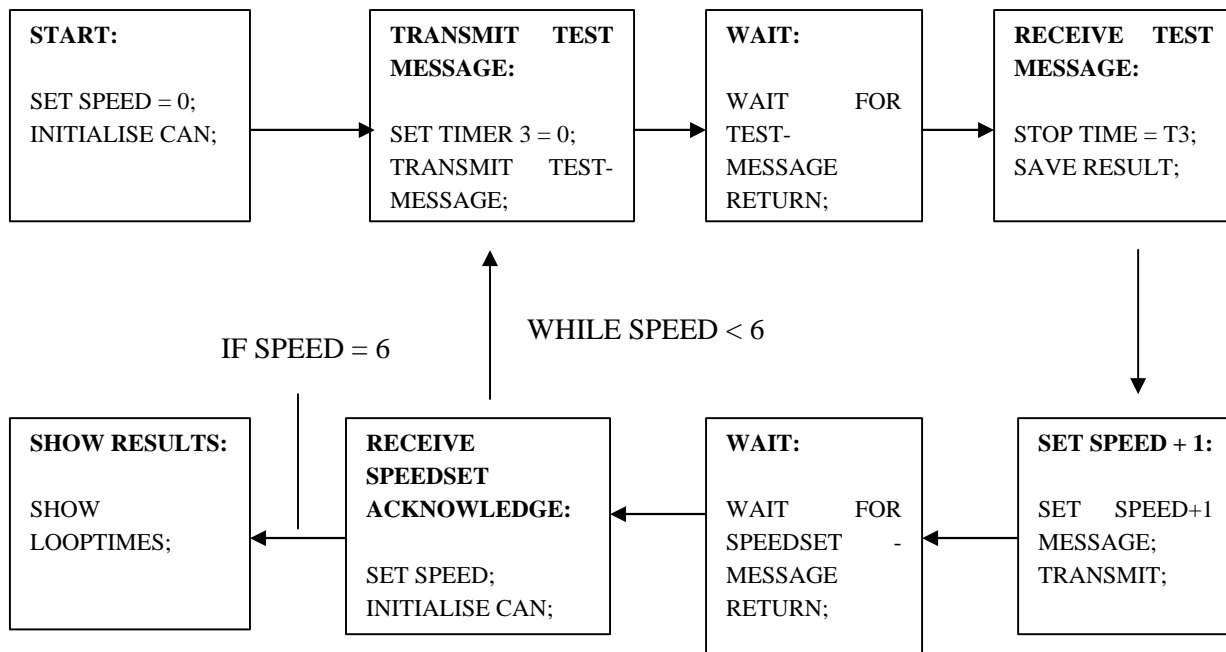 START:
SET SPEED = 0;
INITIALISE CAN;
TRANSMIT TEST
MESSAGE:
SET TIMER 3 = 0;
TRANSMIT TEST-
MESSAGE;
WAIT:
WAIT FOR
TEST-
MESSAGE
RETURN;
RECEIVE TEST
MESSAGE:
STOP TIME = T3;
SAVE RESULT;
WHILE SPEED < 6
IF SPEED = 6
SHOW RESULTS:
SHOW
LOOPTIMES;
RECEIVE
SPEEDSET
ACKNOWLEDGE:
SET SPEED;
INITIALISE CAN;
WAIT:
WAIT FOR
SPEEDSET -
MESSAGE
RETURN;
SET SPEED + 1:
SET SPEED+1
MESSAGE;
TRANSMIT;